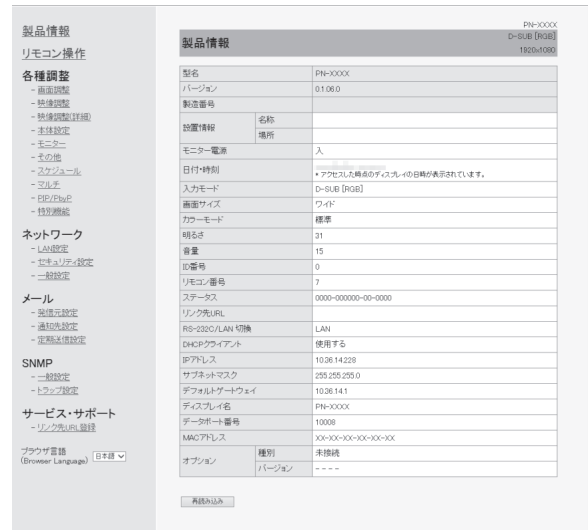 製品情報
リモコン操作
各種調整
- 画面調整
- 映像調整
- 映像調整(詳細)
- 本体設定
- モニター
- その他
- スケジュール
- マルチ
- PIP/PbyP
- 特別機能
ネットワーク
- LAN設定
- セキュリティ設定
- 一般設定
メール
- 発信元設定
- 通知先設定
- 定期送信設定
SNMP
- 一般設定
- トラップ設定
サービス・サポート
- リンク先URL登録
ブラウザ言語
(Browser Language) 日本語
PN-XXXX
製品情報 D-SUB [RGB]
1920x1080
型名 PN-XXXX
バージョン 0.1.06.0
製造番号
設置情報 名称
場所
モニター電源 入
日付・時刻
* アクセスした時点のディスプレイの日時が表示されています。
入力モード D-SUB [RGB]
画面サイズ ワイド
カラーモード 標準
明るさ 31
音量 15
ID番号 0
リモコン番号 7
ステータス 0000-000000-00-0000
リンク先URL
RS-232C/LAN 切換 LAN
DHCPクライアント 使用する
IPアドレス 10.36.14.228
サブネットマスク 255.255.255.0
デフォルトゲートウェイ 10.36.14.1
ディスプレイ名 PN-XXXX
データポート番号 10008
MACアドレス XX-XX-XX-XX-XX-XX
オプション 種別 未接続
バージョン ----
再読み込み